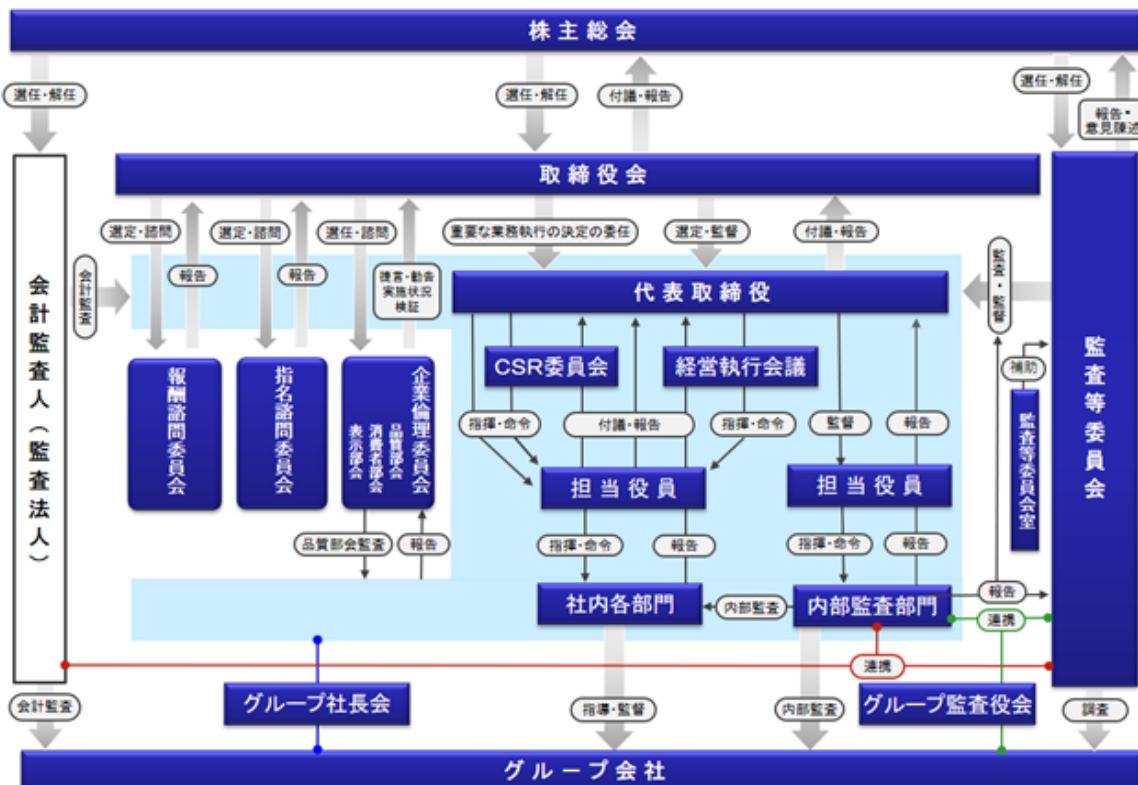 株主総会
選任・解任
選任・解任
付議・報告
選任・解任
報告・
意見陳述
取締役会
選定・諮問
報告
選定・諮問
報告
選任・諮問
提言・勧告
実施状況
検証
重要な業務執行の決定の委任
選定・監督
付議・報告
会計監査人(監査法人)
会計監査
監査・監督
監査等委員会
代表取締役
CSR委員会
経営執行会議
補助
監査等委員会室
報酬諮問委員会
指名諮問委員会
企業倫理委員会
品質部会
消費者部会
表示部会
指揮・命令
付議・報告
指揮・命令
監督
報告
担当役員
担当役員
品質部会監査
報告
指揮・命令
報告
指揮・命令
報告
社内各部門
内部監査
内部監査部門
報告
連携
連携
会計監査
グループ社長会
指導・監督
内部監査
グループ監査役会
調査
グループ会社